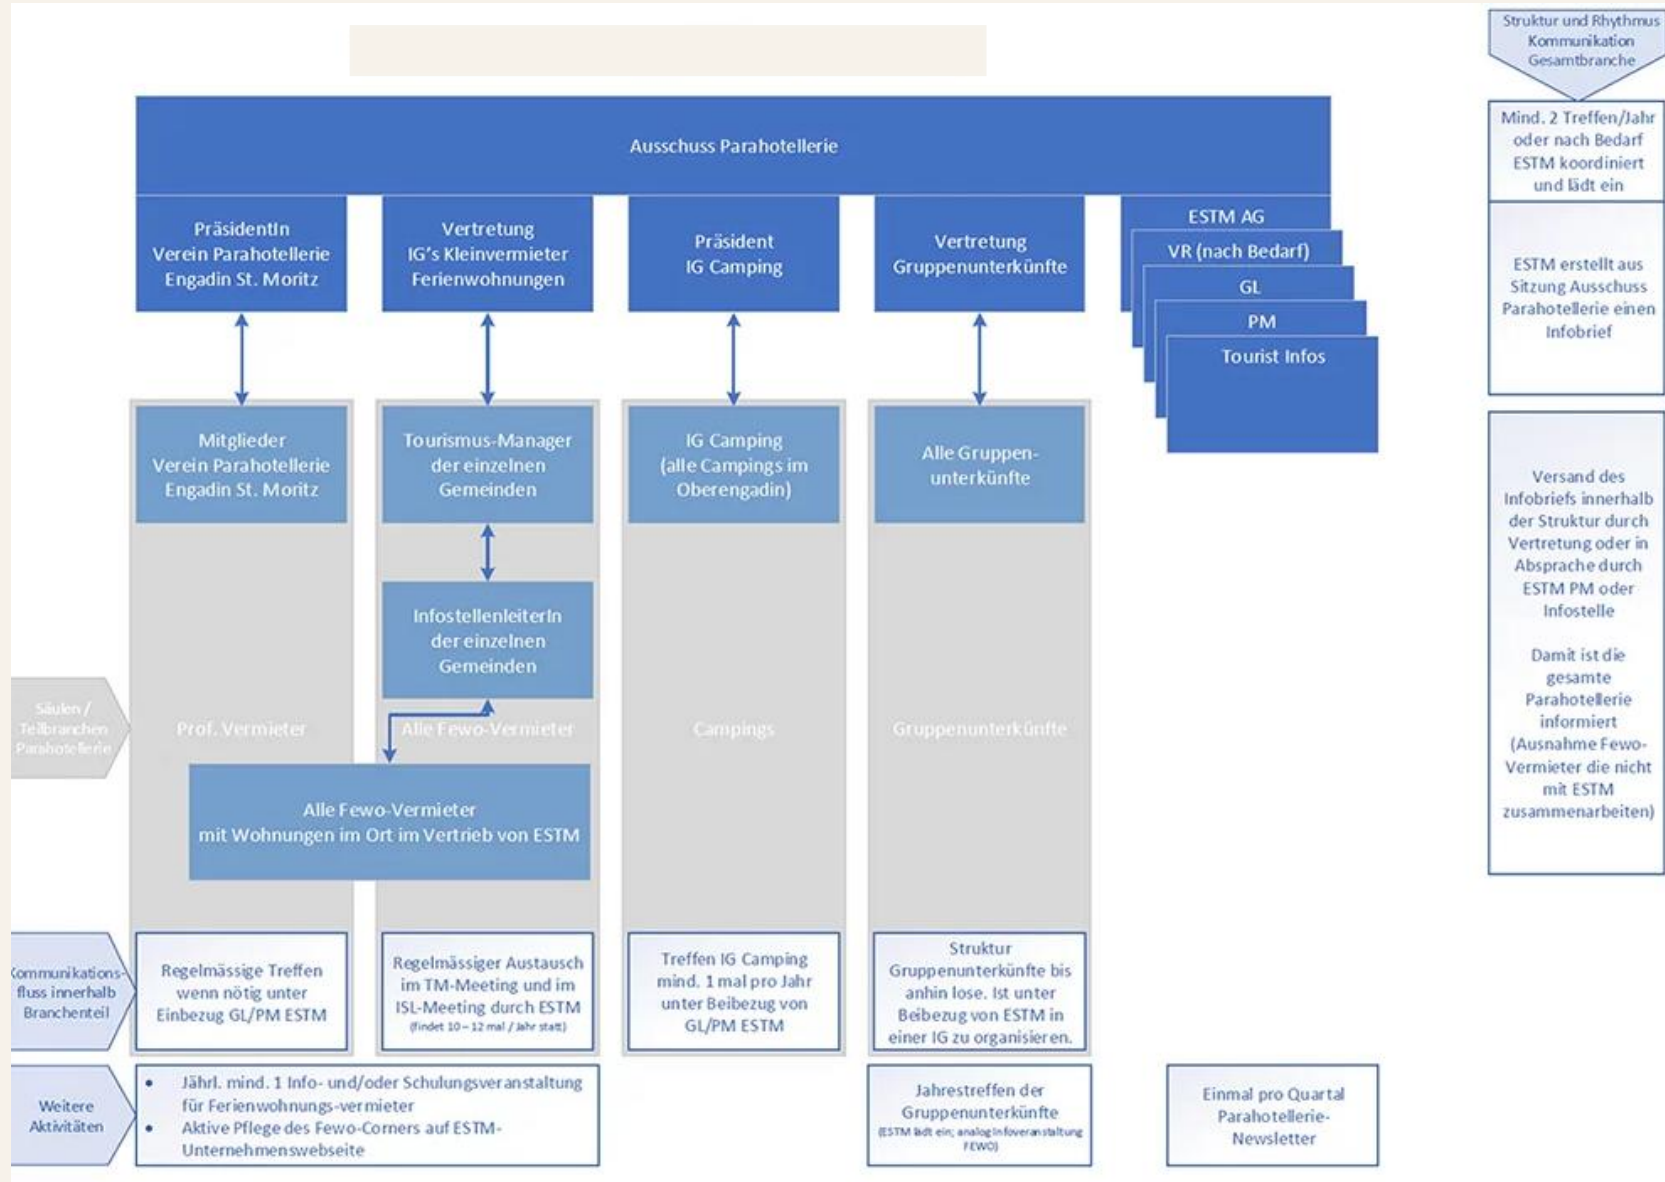 Struktur und Rhythmus
Kommunikation
Gesamtbranche
Ausschuss Parahotellerie
Mind. 2 Treffen/Jahr
oder nach Bedarf
ESTM koordiniert
und lädt ein
PräsidentIn
Verein Parahotellerie
Engadin St. Moritz
Vertretung
IG's Kleinvermieter
Ferienwohnungen
Präsident
IG Camping
Vertretung
Gruppenunterkünfte
ESTM AG
VR (nach Bedarf)
GL
PM
Tourist Infos
ESTM erstellt aus
Sitzung Ausschuss
Parahotellerie einen
Infobrief
Mitglieder
Verein Parahotellerie
Engadin St. Moritz
Tourismus-Manager
der einzelnen
Gemeinden
IG Camping
(alle Campings im
Oberengadin)
Alle Gruppen-
unterkünfte
Versand des
Infobriefs innerhalb
der Struktur durch
Vertretung oder in
Absprache durch
ESTM PM oder
Infostelle
Damit ist die
gesamte
Parahotellerie
informiert
(Ausnahme Fewo-
Vermieter die nicht
mit ESTM
zusammenarbeiten)
InfostellenleiterIn
der einzelnen
Gemeinden
Säulen /
Teilbranchen
Parahotellerie
Prof. Vermieter
Alle Fewo-Vermieter
Campings
Gruppenunterkünfte
Alle Fewo-Vermieter
mit Wohnungen im Ort im Vertrieb von ESTM
Kommunikations-
fluss innerhalb
Branchenteil
Regelmässige Treffen
wenn nötig unter
Einbezug GL/PM ESTM
Regelmässiger Austausch
im TM-Meeting und im
ISL-Meeting durch ESTM
(findet 10 – 12 mal / Jahr statt)
Treffen IG Camping
mind. 1 mal pro Jahr
unter Beibezug von
GL/PM ESTM
Struktur
Gruppenunterkünfte bis
anhin lose. Ist unter
Beibezug von ESTM in
einer IG zu organisieren.
Weitere
Aktivitäten
• Jährl. mind. 1 Info- und/oder Schulungsveranstaltung
für Ferienwohnungs-vermieter
• Aktive Pflege des Fewo-Corners auf ESTM-
Unternehmenswebseite
Jahrestreffen der
Gruppenunterkünfte
(ESTM lädt ein; analog Infoveranstaltung
FEWO)
Einmal pro Quartal
Parahotellerie-
Newsletter